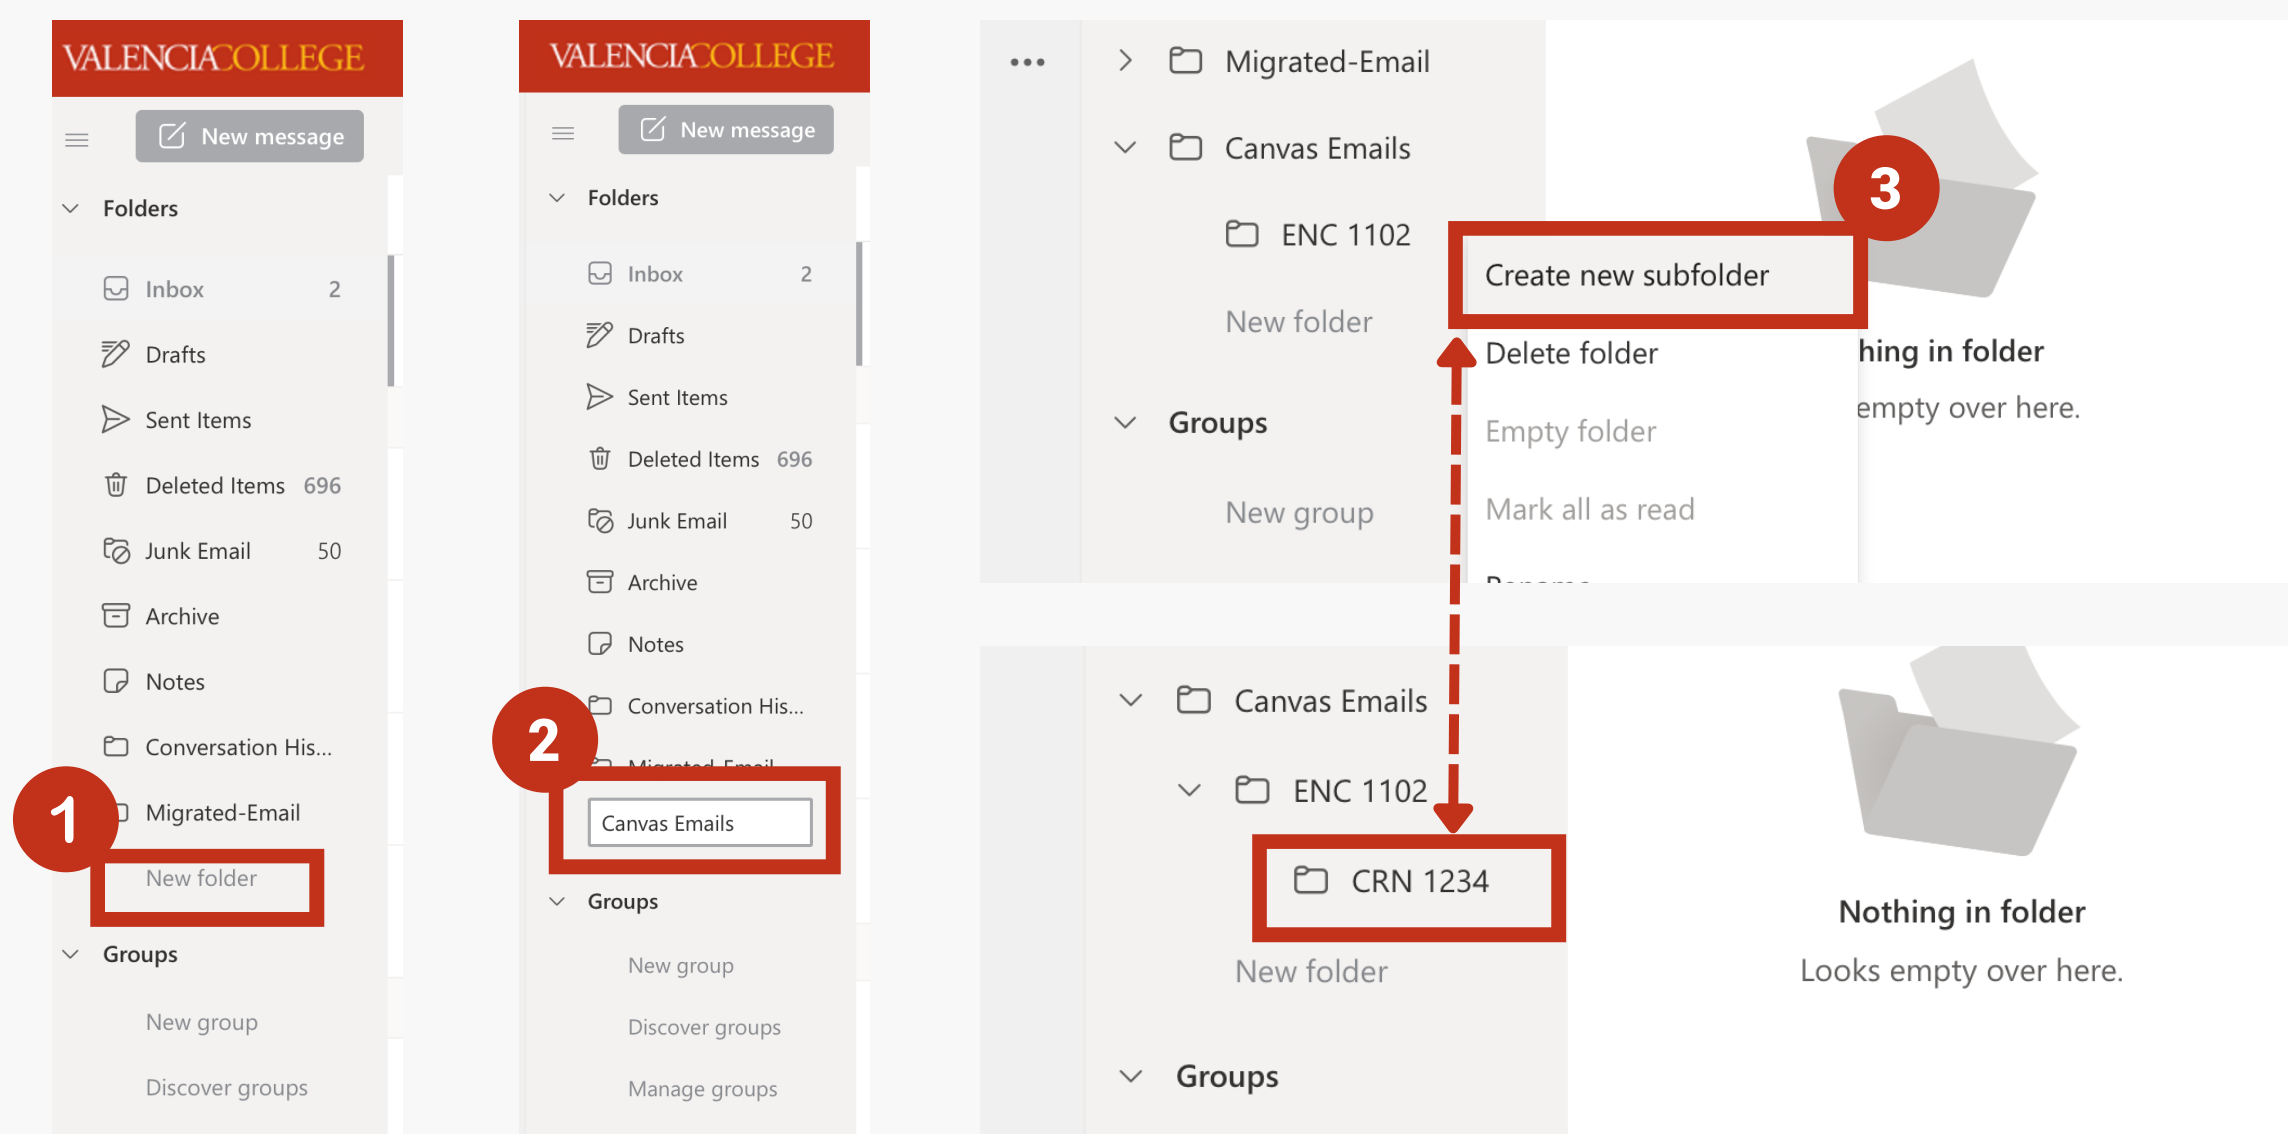 VALENCIACOLLEGE
New message
Folders
Inbox 2
Drafts
Sent Items
Deleted Items 696
Junk Email 50
Archive
Notes
Conversation His...
Migrated-Email
1
New folder
Groups
New group
Discover groups
VALENCIACOLLEGE
New message
Folders
Inbox 2
Drafts
Sent Items
Deleted Items 696
Junk Email 50
Archive
Notes
Conversation His...
2
Migrated-Email
Canvas Emails
Groups
New group
Discover groups
Manage groups
Migrated-Email
Canvas Emails
ENC 1102
New folder
Groups
New group
3
Create new subfolder
Delete folder
Empty folder
Mark all as read
Rename
hing in folder
empty over here.
Canvas Emails
ENC 1102
CRN 1234
New folder
Groups
Nothing in folder
Looks empty over here.